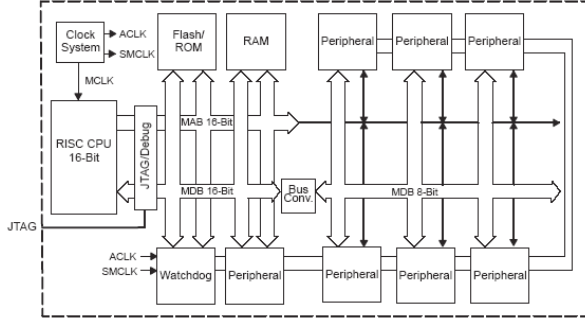 Clock
System
ACLK
SMCLK
MCLK
Flash/
ROM
RAM
Peripheral
Peripheral
Peripheral
RISC CPU
16-Bit
JTAG/Debug
MAB 16-Bit
MDB 16-Bit
Bus
Conv.
MDB 8-Bit
JTAG
ACLK
SMCLK
Watchdog
Peripheral
Peripheral
Peripheral
Peripheral